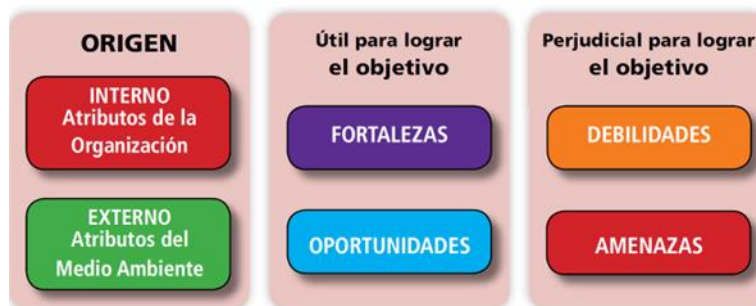 ORIGEN
INTERNO
Atributos de la
Organización
EXTERNO
Atributos del
Medio Ambiente
Útil para lograr
el objetivo
FORTALEZAS
OPORTUNIDADES
Perjudicial para lograr
el objetivo
DEBILIDADES
AMENAZAS